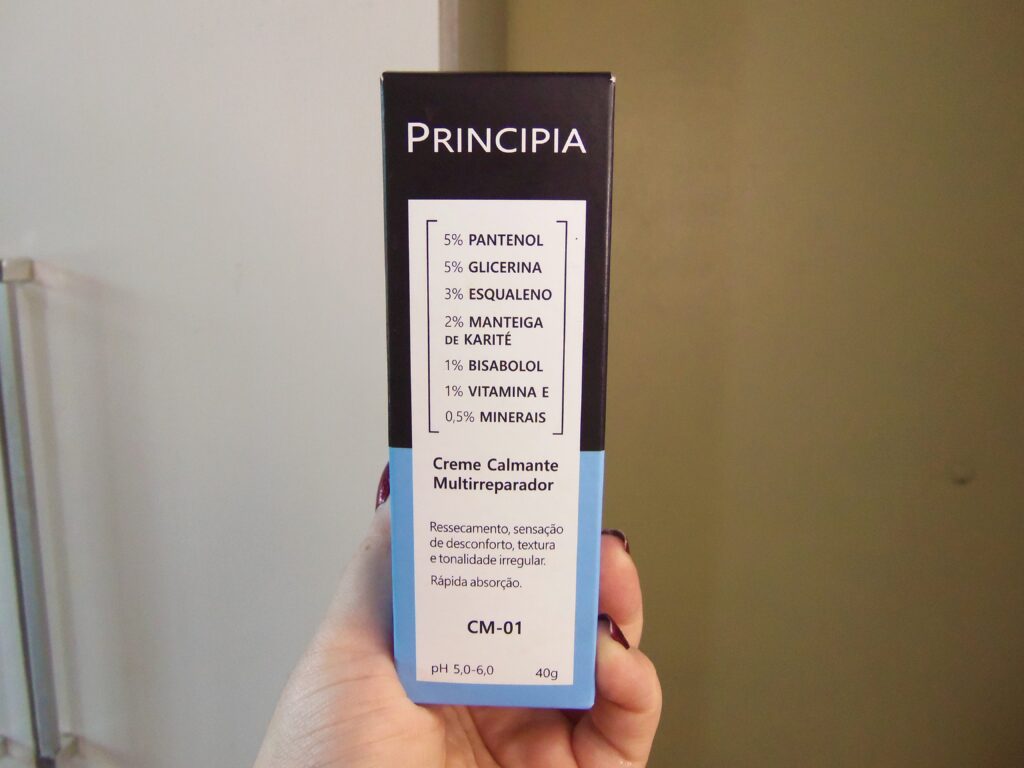 PRINCIPIA
5% PANTENOL
5% GLICERINA
3% ESQUALENO
2% MANTEIGA
DE KARITÉ
1% BISABOLOL
1% VITAMINA E
0,5% MINERAIS
Creme Calmante
Multirreparador
Ressecamento, sensação
de desconforto, textura
e tonalidade irregular.
Rápida absorção.
CM-01
pH 5,0-6,0 40g